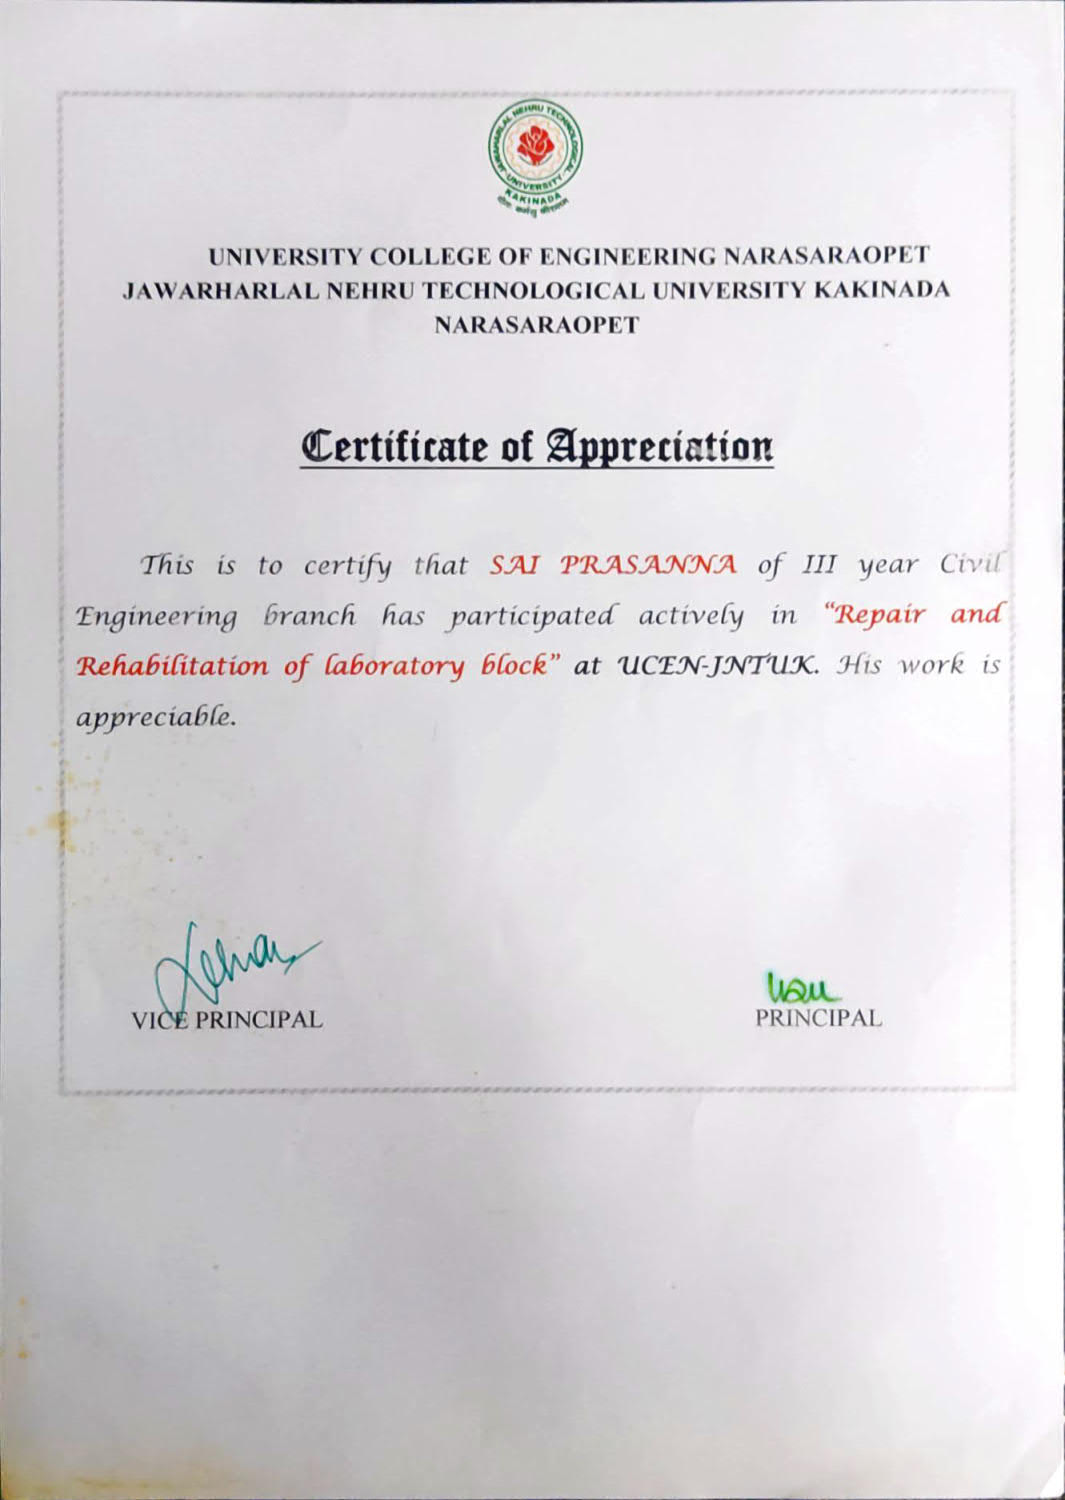 JAWAHARLAL NEHRU TECHNOLOGICAL
UNIVERSITY
KAKINADA
UNIVERSITY COLLEGE OF ENGINEERING NARASARAOPET
JAWARHARLAL NEHRU TECHNOLOGICAL UNIVERSITY KAKINADA
NARASARAOPET
Certificate of Appreciation
This is to certify that SAI PRASANNA of III year Civil
Engineering branch has participated actively in “Repair and
Rehabilitation of laboratory block” at UCEN-JNTUK. His work is
appreciable.
VICE PRINCIPAL
PRINCIPAL